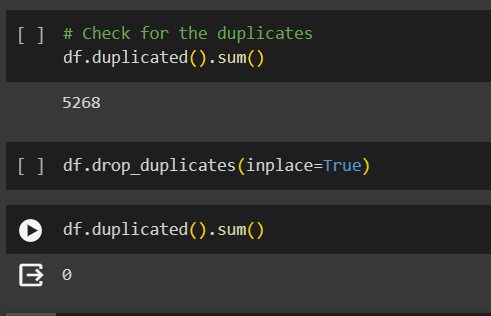 [ ] # Check for the duplicates
df.duplicated().sum()
5268
[ ] df.drop_duplicates(inplace=True)
df.duplicated().sum()
0